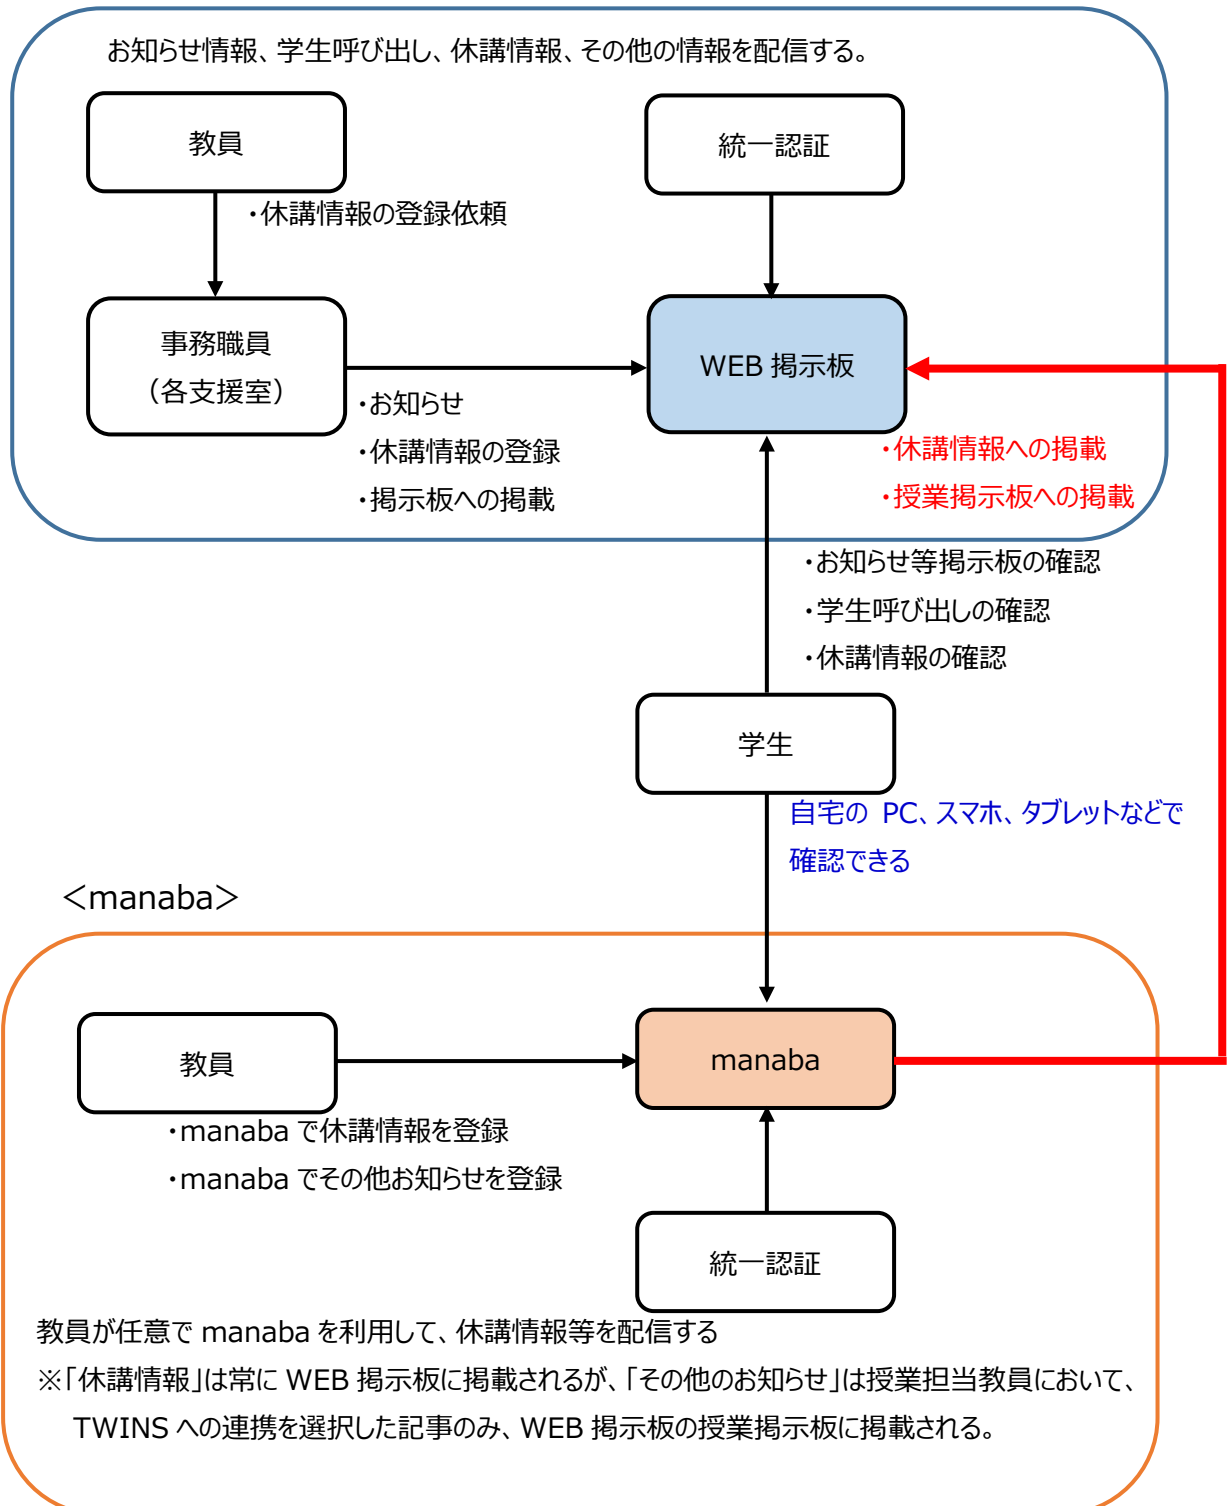 お知らせ情報、学生呼び出し、休講情報、その他の情報を配信する。
教員
統一認証
・休講情報の登録依頼
事務職員
（各支援室）
WEB 掲示板
・お知らせ
・休講情報の登録
・掲示板への掲載
・休講情報への掲載
・授業掲示板への掲載
・お知らせ等掲示板の確認
・学生呼び出しの確認
・休講情報の確認
学生
自宅の PC、スマホ、タブレットなどで
確認できる
＜manaba＞
教員
manaba
・manaba で休講情報を登録
・manaba でその他お知らせを登録
統一認証
教員が任意で manaba を利用して、休講情報等を配信する
※「休講情報」は常に WEB 掲示板に掲載されるが、「その他のお知らせ」は授業担当教員において、
TWINS への連携を選択した記事のみ、WEB 掲示板の授業掲示板に掲載される。